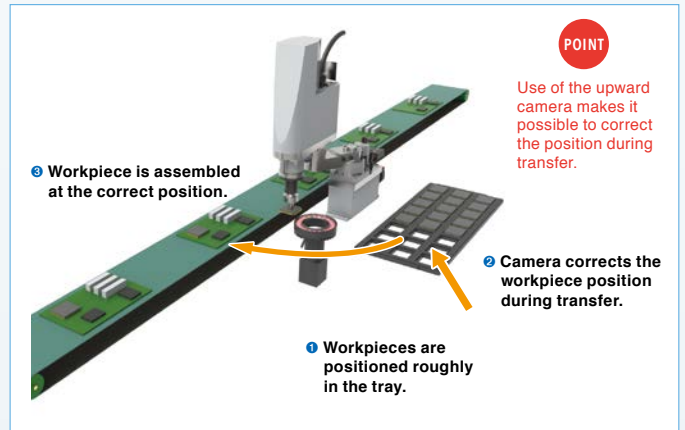 POINT
Use of the upward
camera makes it
possible to correct
the position during
transfer.
❸ Workpiece is assembled
at the correct position.
❷ Camera corrects the
workpiece position
during transfer.
❶ Workpieces are
positioned roughly
in the tray.